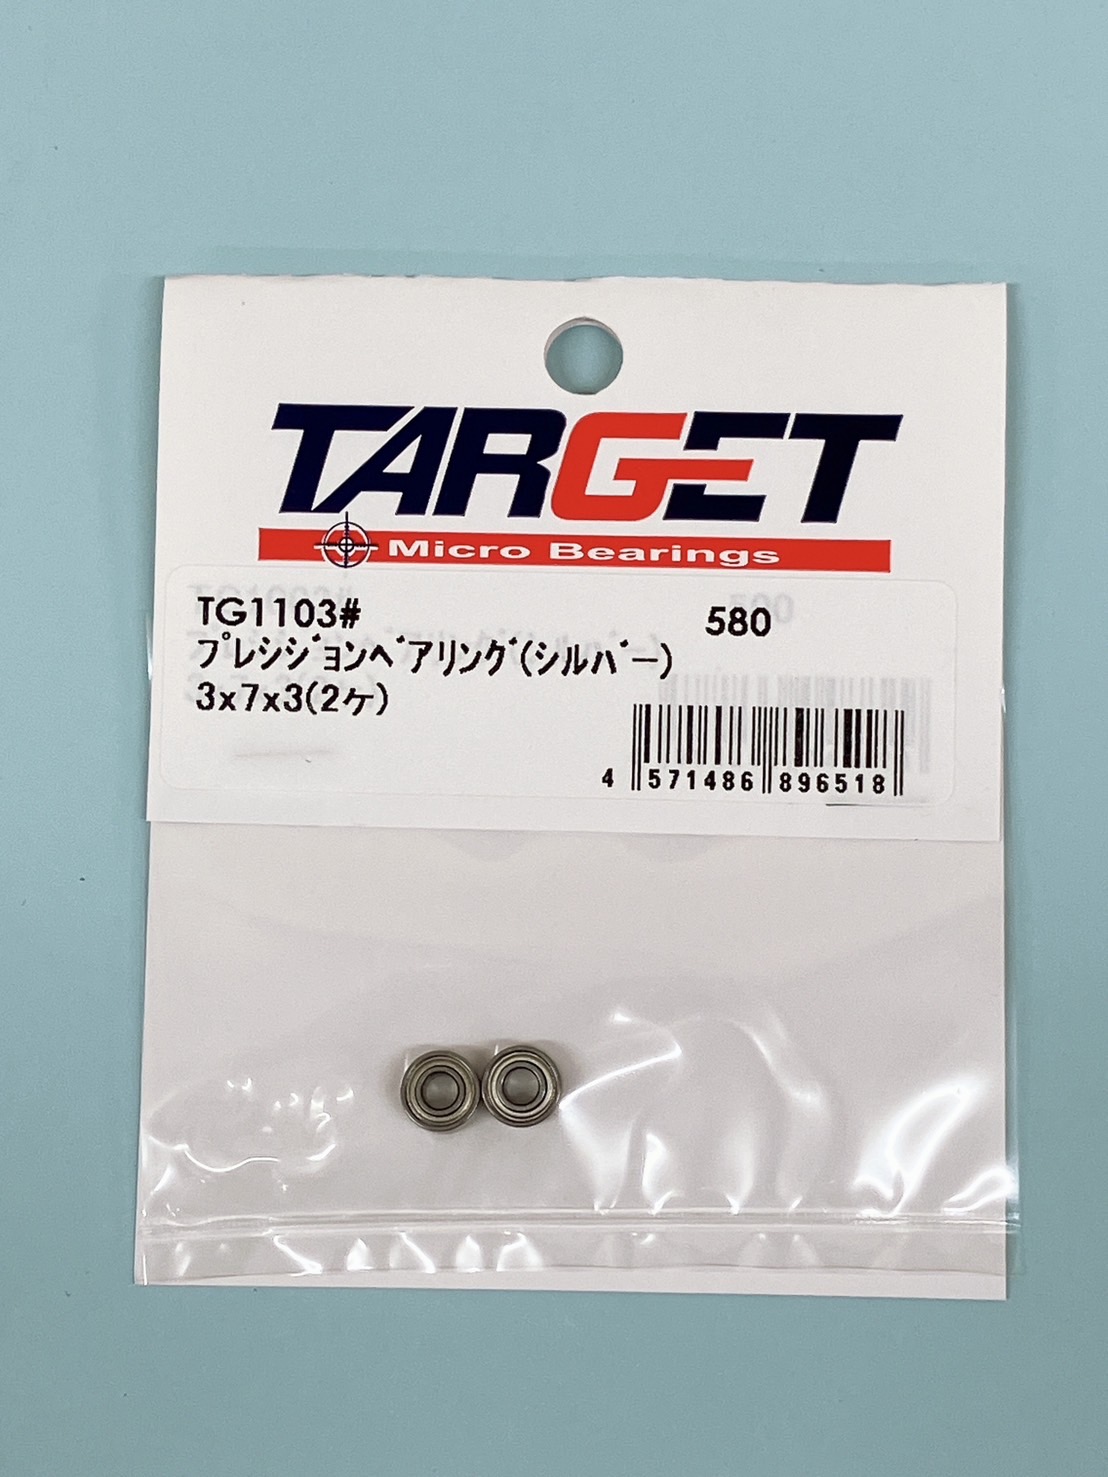 TARGET
Micro Bearings
TG1103# 580
ﾌﾟﾚｼｼﾞｮﾝﾍﾞｱﾘﾝｸﾞ(ｼﾙﾊﾞｰ)
3x7x3(2ヶ)
4 571486 896518